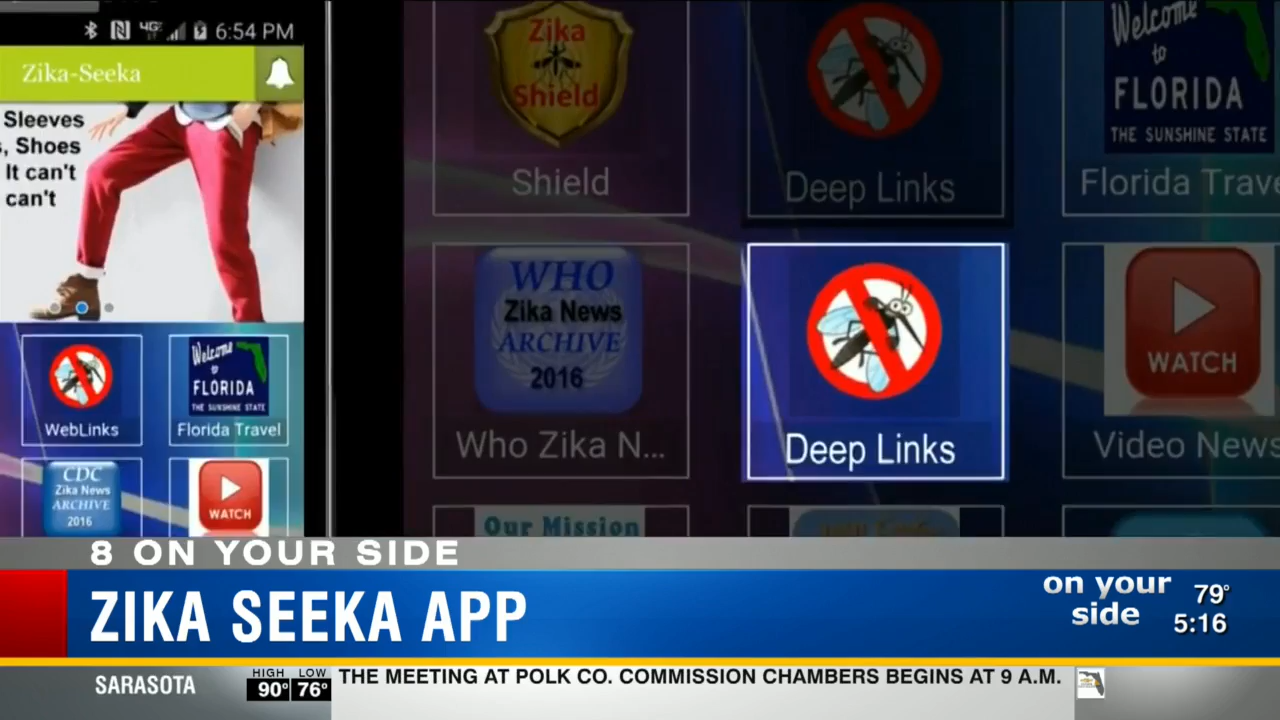 6:54 PM
Zika-Seeka
Sleeves
, Shoes
It can't
can't
WebLinks
Welcome
to
FLORIDA
THE SUNSHINE STATE
Florida Travel
CDC
Zika News
ARCHIVE
2016
WATCH
Zika
Shield
Shield
Deep Links
Welcome
to
FLORIDA
THE SUNSHINE STATE
Florida Trave
WHO
Zika News
ARCHIVE
2016
Who Zika N...
Deep Links
WATCH
Video News
Our Mission
8 ON YOUR SIDE
ZIKA SEEKA APP
on your
side
79°
5:16
SARASOTA
HIGH LOW
90° 76°
THE MEETING AT POLK CO. COMMISSION CHAMBERS BEGINS AT 9 A.M.